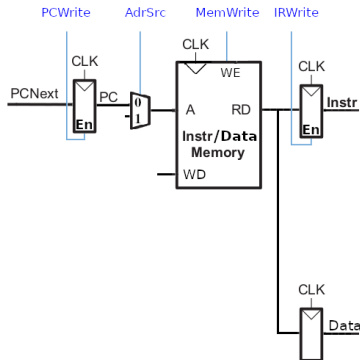 PCWrite AdrSrc MemWrite IRWrite
CLK
CLK CLK
WE
PCNext PC 0 A RD Instr
1
En Instr/Data En
Memory
WD
CLK
Data